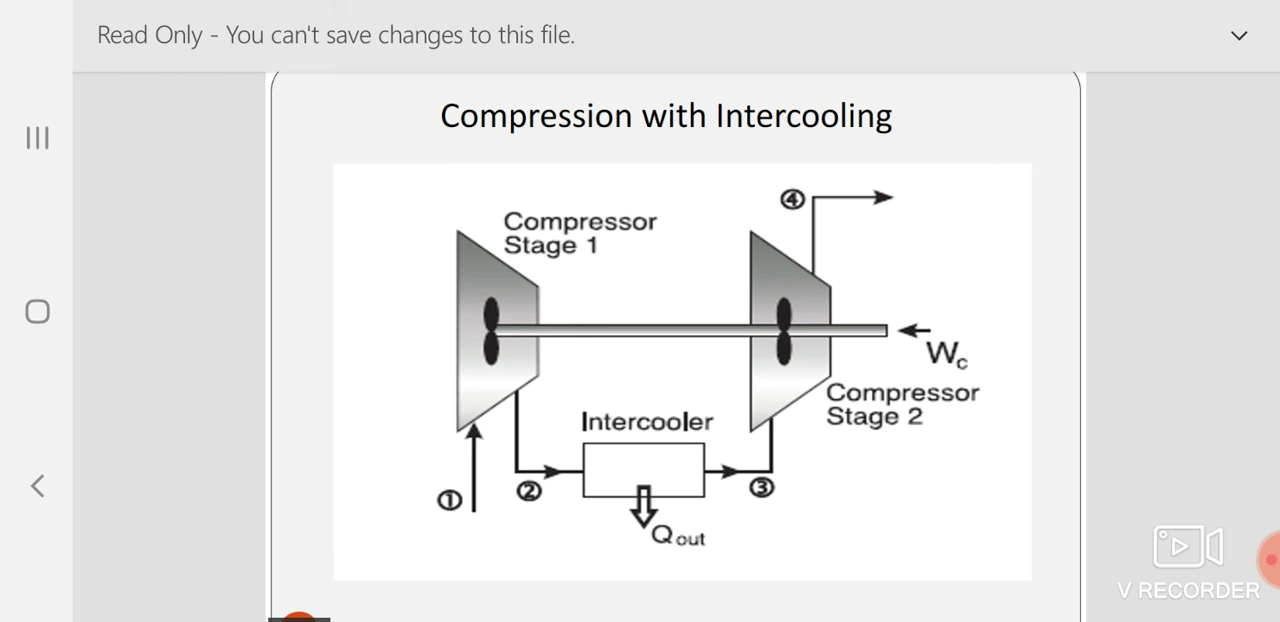 Read Only - You can't save changes to this file.
Compression with Intercooling
④
Compressor
Stage 1
Wc
Compressor
Stage 2
Intercooler
①
②
③
Qout
V RECORDER